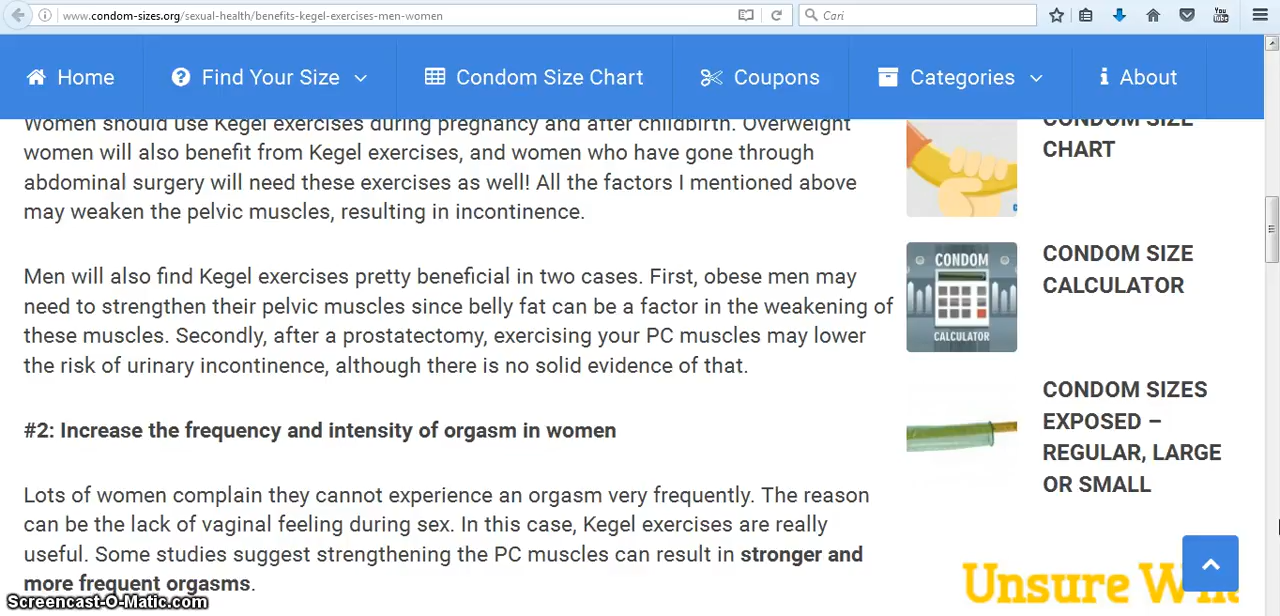 www.condom-sizes.org/sexual-health/benefits-kegel-exercises-men-women
Cari
You Tube
Home
Find Your Size
Condom Size Chart
Coupons
Categories
About
Women should use Kegel exercises during pregnancy and after childbirth. Overweight
women will also benefit from Kegel exercises, and women who have gone through
abdominal surgery will need these exercises as well! All the factors I mentioned above
may weaken the pelvic muscles, resulting in incontinence.
Men will also find Kegel exercises pretty beneficial in two cases. First, obese men may
need to strengthen their pelvic muscles since belly fat can be a factor in the weakening of
these muscles. Secondly, after a prostatectomy, exercising your PC muscles may lower
the risk of urinary incontinence, although there is no solid evidence of that.
#2: Increase the frequency and intensity of orgasm in women
Lots of women complain they cannot experience an orgasm very frequently. The reason
can be the lack of vaginal feeling during sex. In this case, Kegel exercises are really
useful. Some studies suggest strengthening the PC muscles can result in stronger and
more frequent orgasms.
CONDOM SIZE
CHART
CONDOM
CALCULATOR
CONDOM SIZE
CALCULATOR
CONDOM SIZES
EXPOSED –
REGULAR, LARGE
OR SMALL
Unsure
Screencast-O-Matic.com